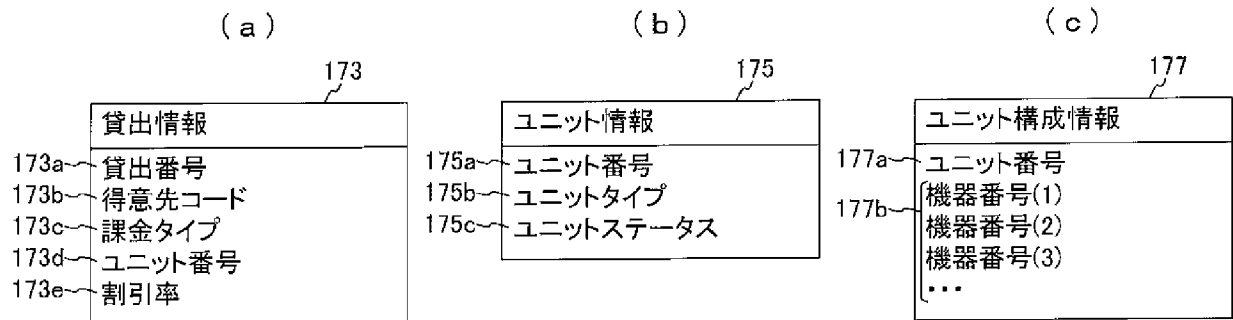 (a)
173
貸出情報
173a 貸出番号
173b 得意先コード
173c 課金タイプ
173d ユニット番号
173e 割引率
(b)
175
ユニット情報
175a ユニット番号
175b ユニットタイプ
175c ユニットステータス
(c)
177
ユニット構成情報
177a ユニット番号
177b 機器番号(1)
機器番号(2)
機器番号(3)
・・・